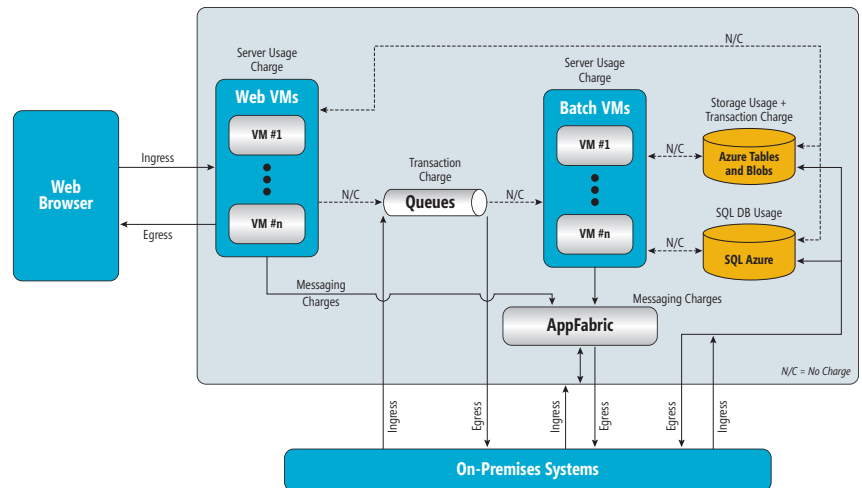 N/C
Server Usage
Charge
Server Usage
Charge
Web VMs
Batch VMs
Storage Usage +
Transaction Charge
VM #1
VM #1
N/C
Azure Tables
and Blobs
Ingress
Transaction
Charge
Web
Browser
N/C
Queues
N/C
VM #n
VM #n
SQL DB Usage
Egress
N/C
SQL Azure
Messaging
Charges
Messaging Charges
AppFabric
N/C = No Charge
Ingress
Egress
Ingress
Egress
Egress
Ingress
On-Premises Systems